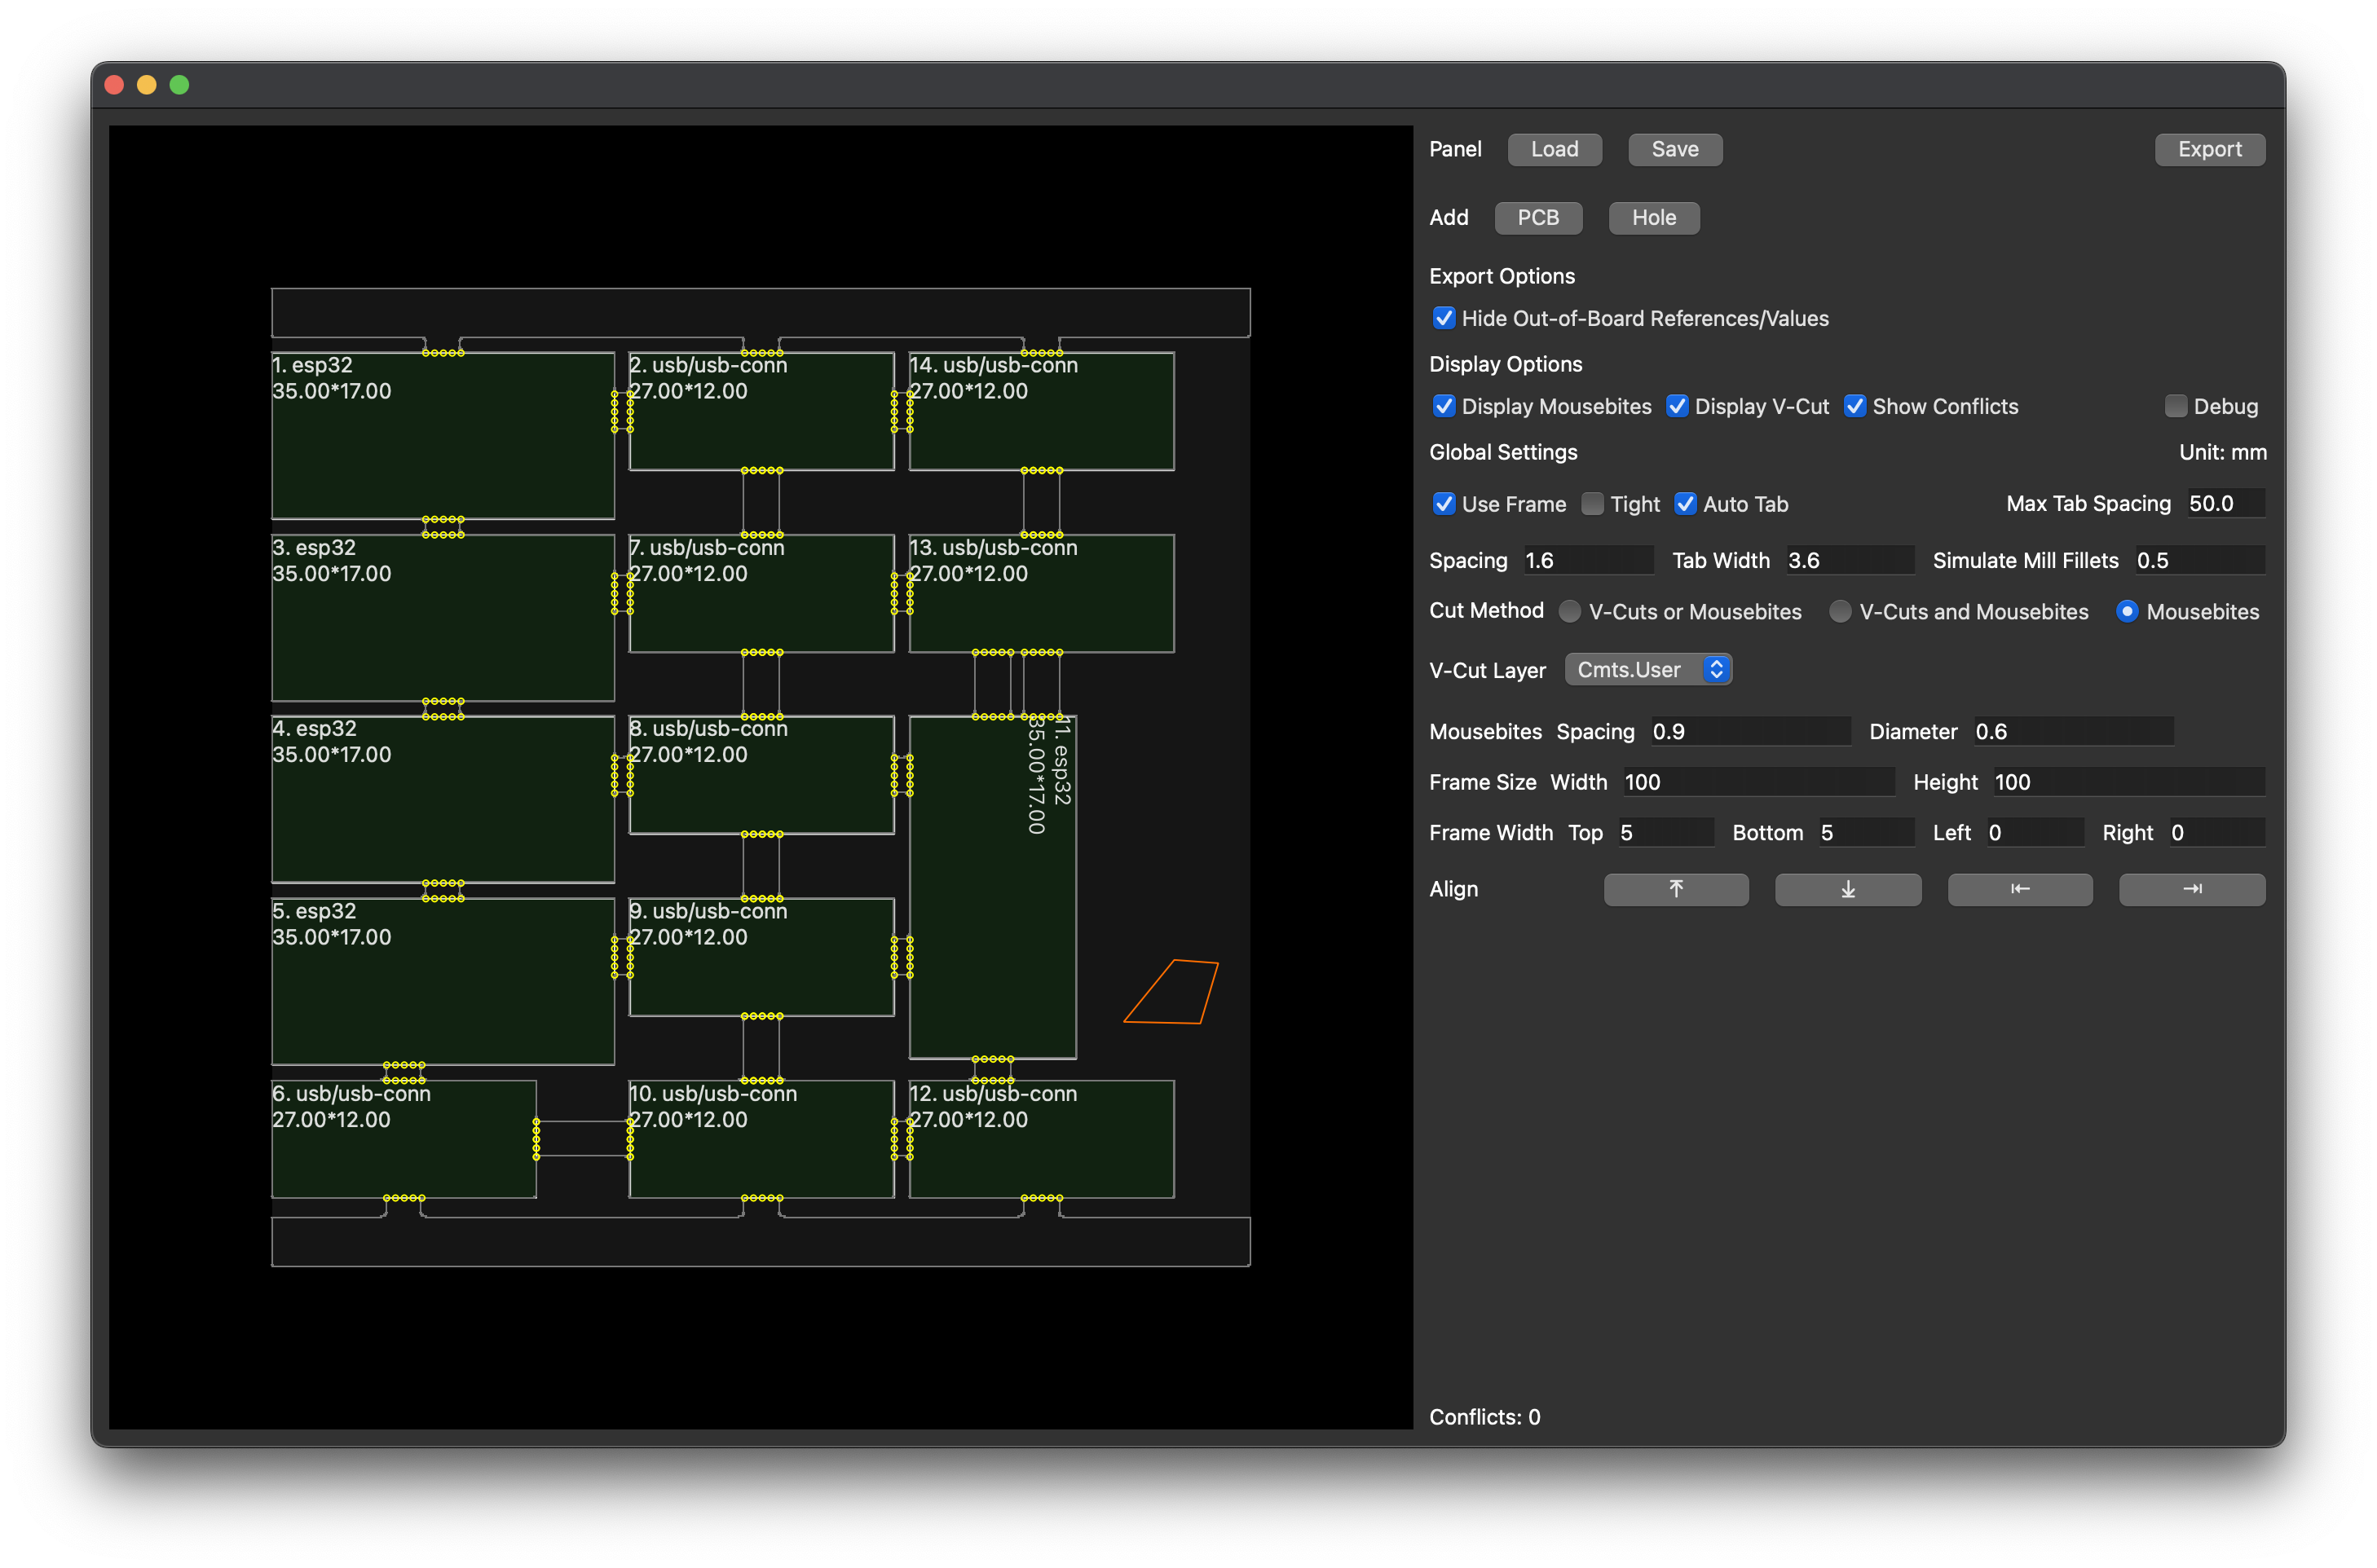 Panel Load Save Export
Add PCB Hole
Export Options
Hide Out-of-Board References/Values
Display Options
Display Mousebites Display V-Cut Show Conflicts Debug
Global Settings Unit: mm
Use Frame Tight Auto Tab Max Tab Spacing 50.0
Spacing 1.6 Tab Width 3.6 Simulate Mill Fillets 0.5
Cut Method V-Cuts or Mousebites V-Cuts and Mousebites Mousebites
V-Cut Layer Cmts.User
Mousebites Spacing 0.9 Diameter 0.6
Frame Size Width 100 Height 100
Frame Width Top 5 Bottom 5 Left 0 Right 0
Align
Conflicts: 0
1. esp32
35.00*17.00
2. usb/usb-conn
27.00*12.00
14. usb/usb-conn
27.00*12.00
3. esp32
35.00*17.00
7. usb/usb-conn
27.00*12.00
13. usb/usb-conn
27.00*12.00
4. esp32
35.00*17.00
8. usb/usb-conn
27.00*12.00
11. esp32
35.00*17.00
5. esp32
35.00*17.00
9. usb/usb-conn
27.00*12.00
6. usb/usb-conn
27.00*12.00
10. usb/usb-conn
27.00*12.00
12. usb/usb-conn
27.00*12.00